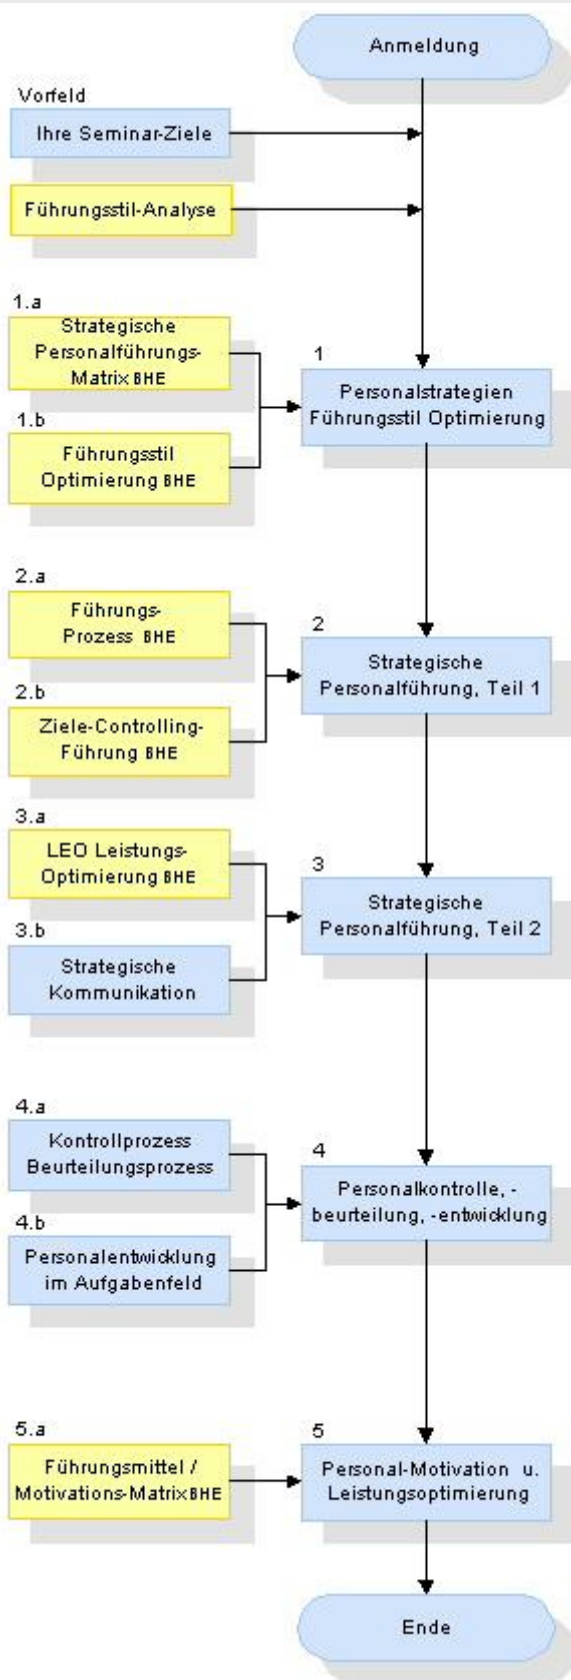 Anmeldung
Vorfeld
Ihre Seminar-Ziele
Führungsstil-Analyse
1.a
Strategische
Personalführungs-
Matrix BHE
1
Personalstrategien
Führungsstil Optimierung
1.b
Führungsstil
Optimierung BHE
2.a
Führungs-
Prozess BHE
2
Strategische
Personalführung, Teil 1
2.b
Ziele-Controlling-
Führung BHE
3.a
LEO Leistungs-
Optimierung BHE
3
Strategische
Personalführung, Teil 2
3.b
Strategische
Kommunikation
4.a
Kontrollprozess
Beurteilungsprozess
4
Personalkontrolle, -
beurteilung, -entwicklung
4.b
Personalentwicklung
im Aufgabenfeld
5.a
Führungsmittel /
Motivations-Matrix BHE
5
Personal-Motivation u.
Leistungsoptimierung
Ende